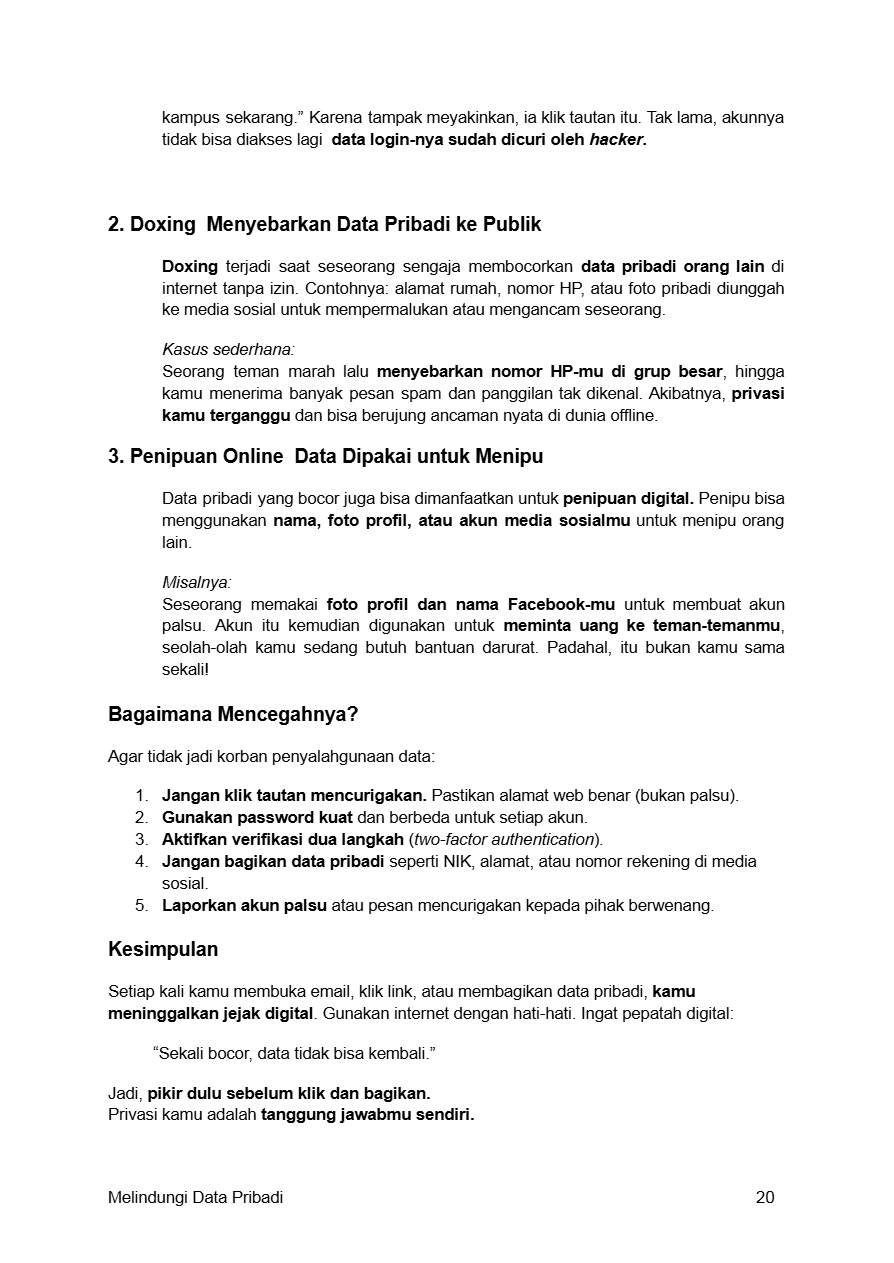 kampus sekarang.” Karena tampak meyakinkan, ia klik tautan itu. Tak lama, akunnya
tidak bisa diakses lagi  data login-nya sudah dicuri oleh hacker.
2. Doxing  Menyebarkan Data Pribadi ke Publik
Doxing terjadi saat seseorang sengaja membocorkan data pribadi orang lain di
internet tanpa izin. Contohnya: alamat rumah, nomor HP, atau foto pribadi diunggah
ke media sosial untuk mempermalukan atau mengancam seseorang.
Kasus sederhana:
Seorang teman marah lalu menyebarkan nomor HP-mu di grup besar, hingga
kamu menerima banyak pesan spam dan panggilan tak dikenal. Akibatnya, privasi
kamu terganggu dan bisa berujung ancaman nyata di dunia offline.
3. Penipuan Online  Data Dipakai untuk Menipu
Data pribadi yang bocor juga bisa dimanfaatkan untuk penipuan digital. Penipu bisa
menggunakan nama, foto profil, atau akun media sosialmu untuk menipu orang
lain.
Misalnya:
Seseorang memakai foto profil dan nama Facebook-mu untuk membuat akun
palsu. Akun itu kemudian digunakan untuk meminta uang ke teman-temanmu,
seolah-olah kamu sedang butuh bantuan darurat. Padahal, itu bukan kamu sama
sekali!
Bagaimana Mencegahnya?
Agar tidak jadi korban penyalahgunaan data:
1. Jangan klik tautan mencurigakan. Pastikan alamat web benar (bukan palsu).
2. Gunakan password kuat dan berbeda untuk setiap akun.
3. Aktifkan verifikasi dua langkah (two-factor authentication).
4. Jangan bagikan data pribadi seperti NIK, alamat, atau nomor rekening di media
sosial.
5. Laporkan akun palsu atau pesan mencurigakan kepada pihak berwenang.
Kesimpulan
Setiap kali kamu membuka email, klik link, atau membagikan data pribadi, kamu
meninggalkan jejak digital. Gunakan internet dengan hati-hati. Ingat pepatah digital:
“Sekali bocor, data tidak bisa kembali.”
Jadi, pikir dulu sebelum klik dan bagikan.
Privasi kamu adalah tanggung jawabmu sendiri.
Melindungi Data Pribadi 20